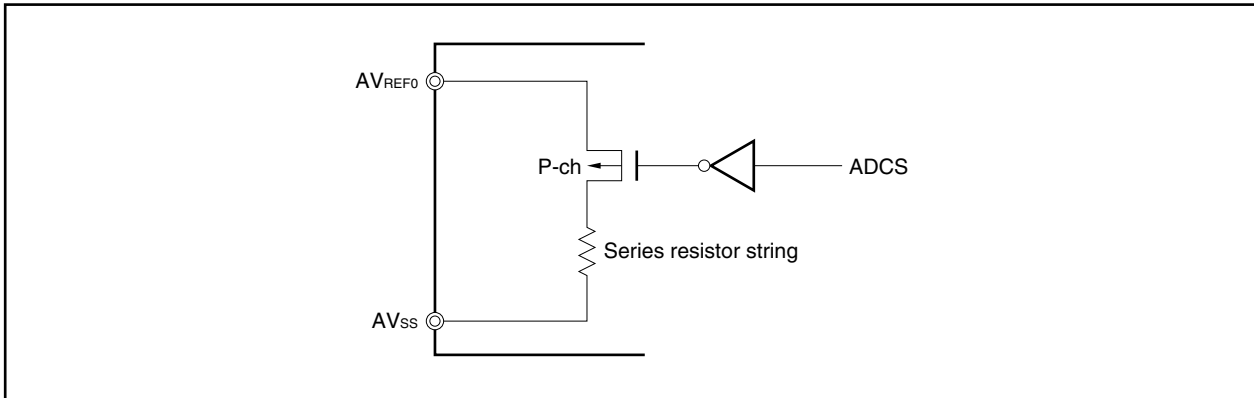 AVREF0
P-ch
ADCS
Series resistor string
AVSS